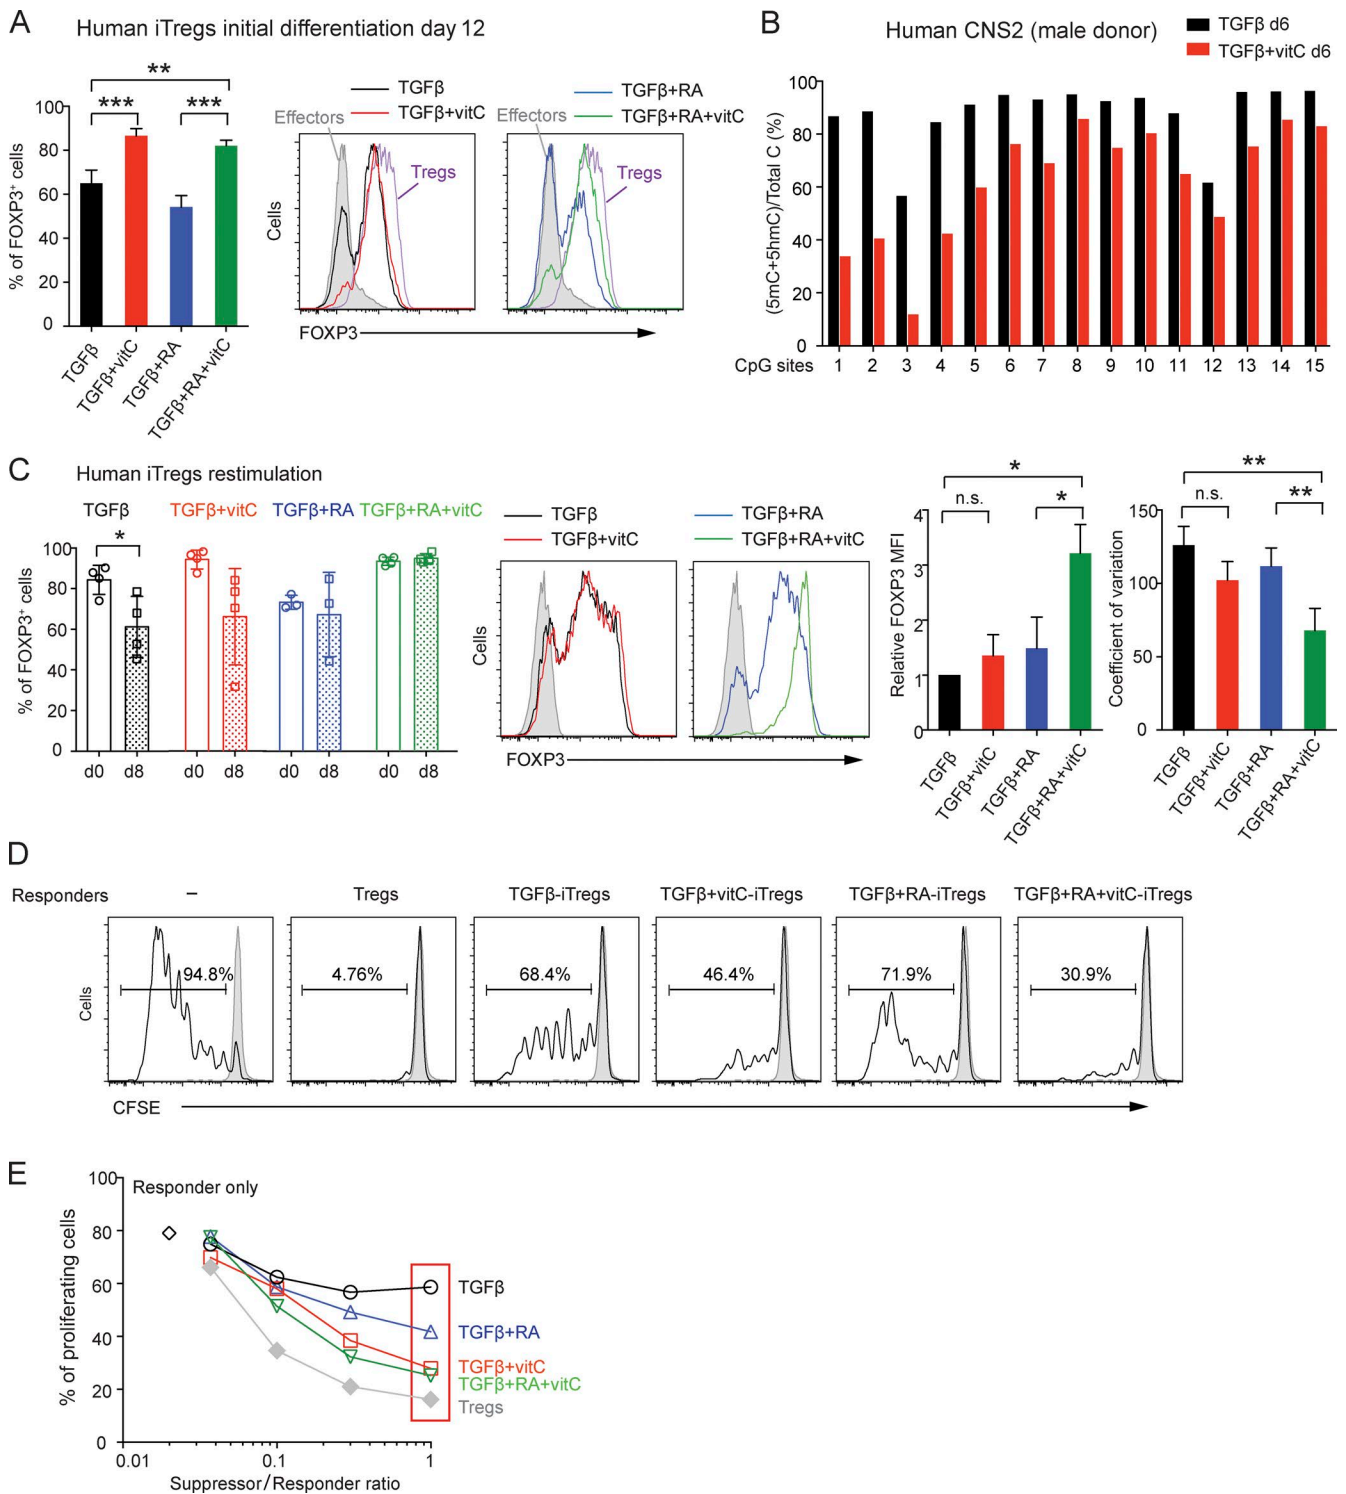 A
Human iTregs initial differentiation day 12
**
***
***
% of FOXP3+ cells
100
80
60
40
20
0
TGFβ
TGFβ+vitC
TGFβ+RA
TGFβ+RA+vitC
TGFβ
TGFβ+vitC
Effectors
Tregs
Cells
TGFβ+RA
TGFβ+RA+vitC
Effectors
Tregs
FOXP3
B
Human CNS2 (male donor)
TGFβ d6
TGFβ+vitC d6
(5mC+5hmC)/Total C (%)
100
80
60
40
20
0
CpG sites 1 2 3 4 5 6 7 8 9 10 11 12 13 14 15
C
Human iTregs restimulation
TGFβ TGFβ+vitC TGFβ+RA TGFβ+RA+vitC
*
% of FOXP3+ cells
100
80
60
40
20
0
d0 d8 d0 d8 d0 d8 d0 d8
TGFβ
TGFβ+vitC
TGFβ+RA
TGFβ+RA+vitC
Cells
FOXP3
*
n.s.
*
Relative FOXP3 MFI
4
3
2
1
0
TGFβ
TGFβ+vitC
TGFβ+RA
TGFβ+RA+vitC
**
n.s.
**
Coefficient of variation
150
100
50
0
TGFβ
TGFβ+vitC
TGFβ+RA
TGFβ+RA+vitC
D
Responders – Tregs TGFβ-iTregs TGFβ+vitC-iTregs TGFβ+RA-iTregs TGFβ+RA+vitC-iTregs
94.8% 4.76% 68.4% 46.4% 71.9% 30.9%
Cells
CFSE
E
Responder only
% of proliferating cells
100
80
60
40
20
0
TGFβ
TGFβ+RA
TGFβ+vitC
TGFβ+RA+vitC
Tregs
0.01 0.1 1
Suppressor/Responder ratio